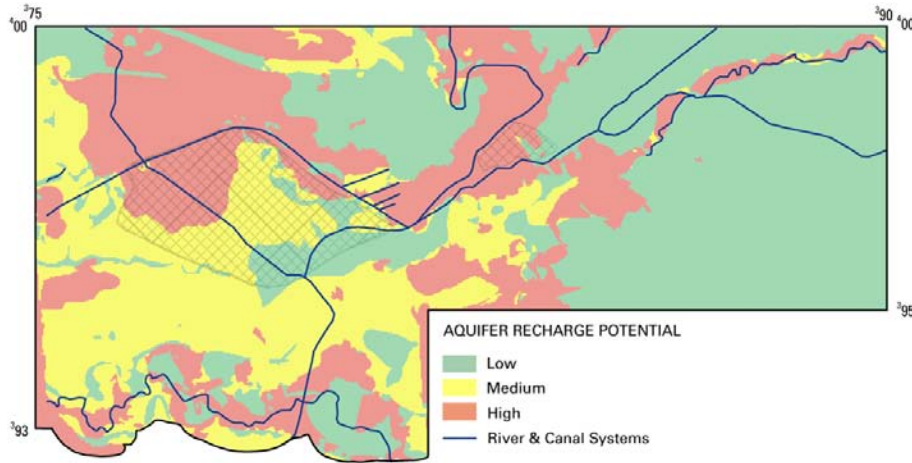 ³75
⁴00
³90
⁴00
³95
AQUIFER RECHARGE POTENTIAL
Low
Medium
High
River & Canal Systems
³93